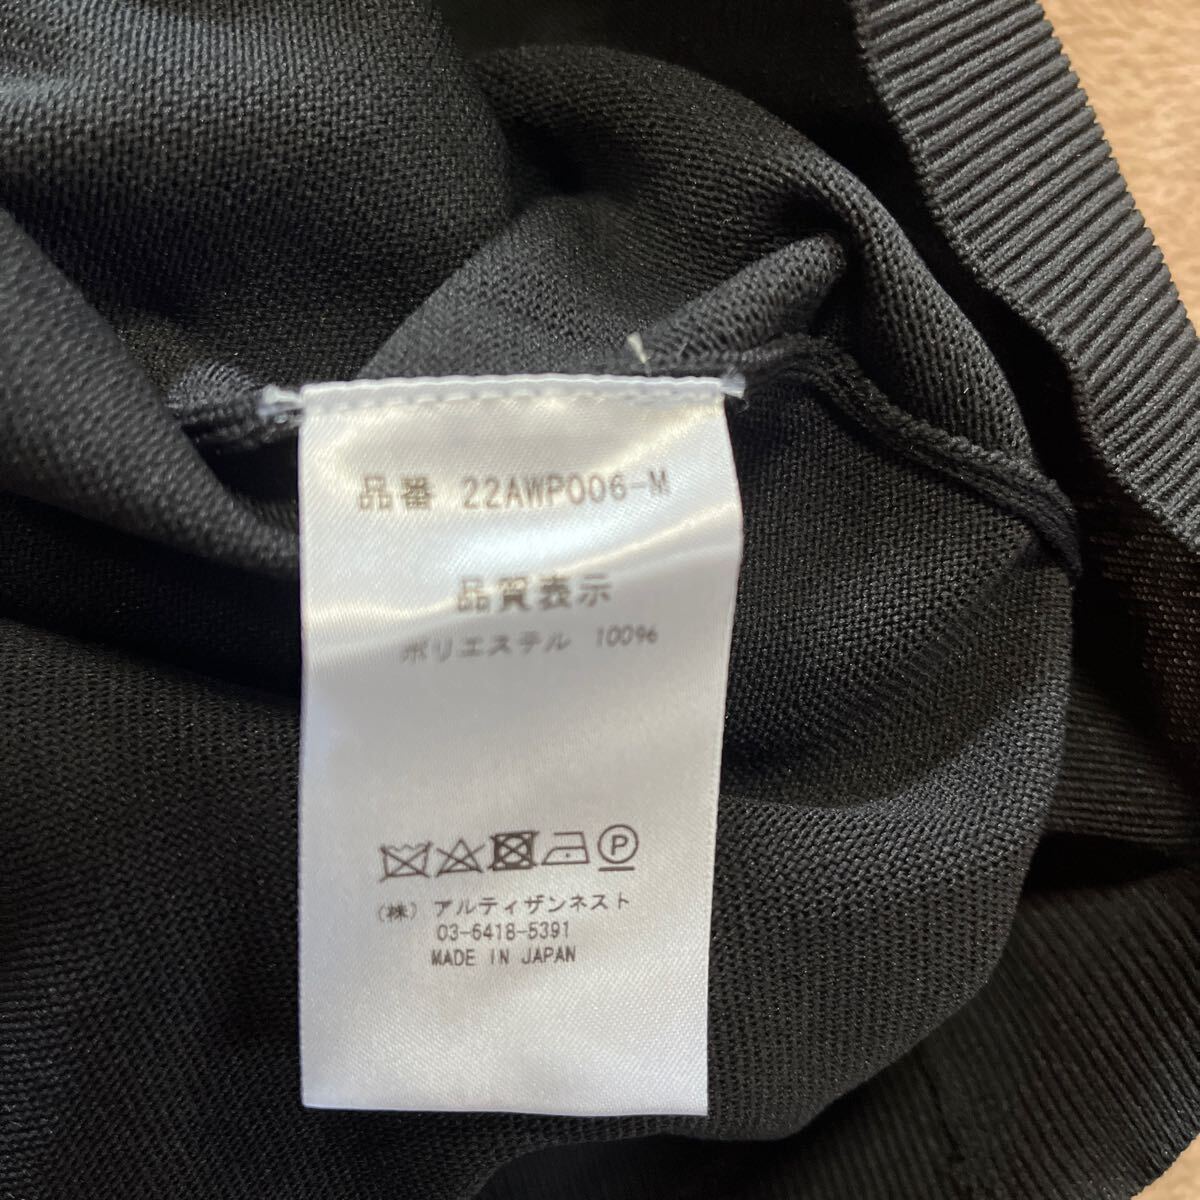 品番 22AWP006-M
品質表示
ポリエステル 100%
P
(株) アルティザンネスト
03-6418-5391
MADE IN JAPAN